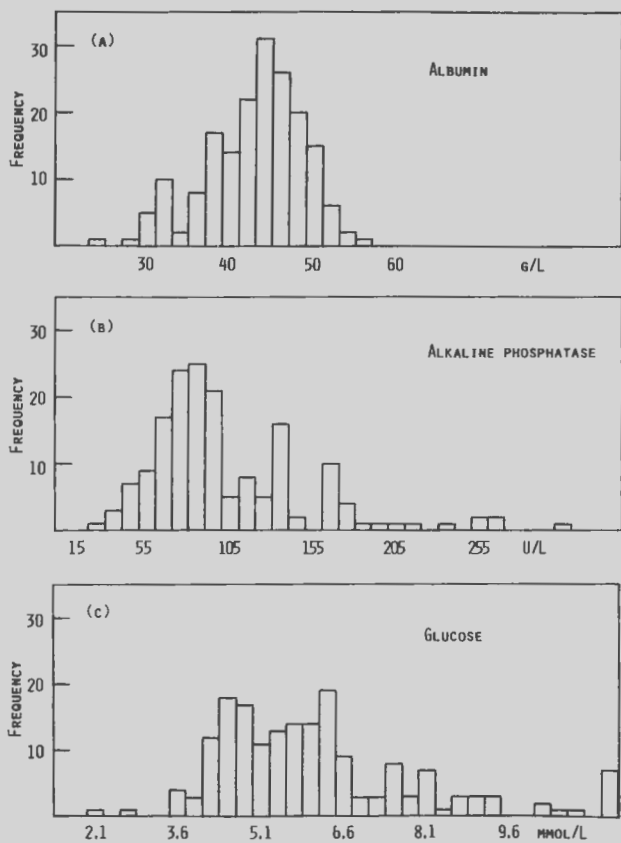 30
20
10
FREQUENCY
(A)
ALBUMIN
30 40 50 60 G/L
30
20
10
FREQUENCY
(B)
ALKALINE PHOSPHATASE
15 55 105 155 205 255 U/L
30
20
10
FREQUENCY
(C)
GLUCOSE
2.1 3.6 5.1 6.6 8.1 9.6 MMOL/L